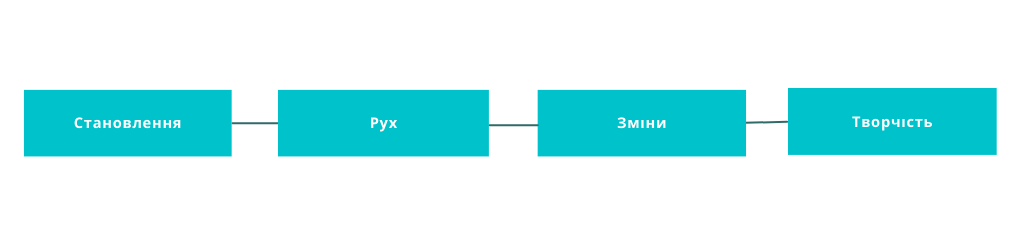 Становлення
Рух
Зміни
Творчість